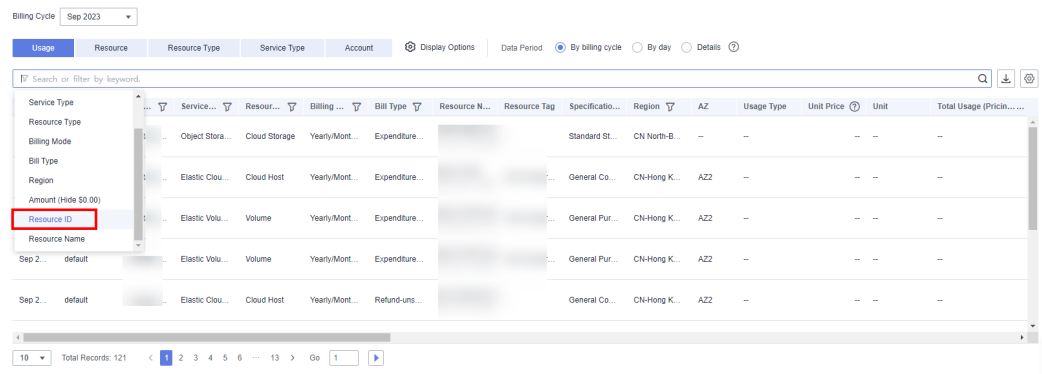 Billing Cycle Sep 2023
Usage Resource Resource Type Service Type Account Display Options Data Period By billing cycle By day Details
Search or filter by keyword.
... Service... Resour... Billing ... Bill Type Resource N... Resource Tag Specificatio... Region AZ Usage Type Unit Price Unit Total Usage (Pricin... ...
Service Type
Resource Type
Billing Mode
Bill Type
Region
Amount (Hide $0.00)
Resource ID
Resource Name
Object Stora... Cloud Storage Yearly/Mont... Expenditure... Standard St... CN North-B... -- -- -- -- --
Elastic Clou... Cloud Host Yearly/Mont... Expenditure... General Co... CN-Hong K... AZ2 -- -- -- --
Elastic Volu... Volume Yearly/Mont... Expenditure... General Pur... CN-Hong K... AZ2 -- -- -- --
Sep 2... default Elastic Volu... Volume Yearly/Mont... Expenditure... General Pur... CN-Hong K... AZ2 -- -- -- --
Sep 2... default Elastic Clou... Cloud Host Yearly/Mont... Refund-uns... General Co... CN-Hong K... AZ2 -- -- -- --
10 Total Records: 121 < 1 2 3 4 5 6 ... 13 > Go 1